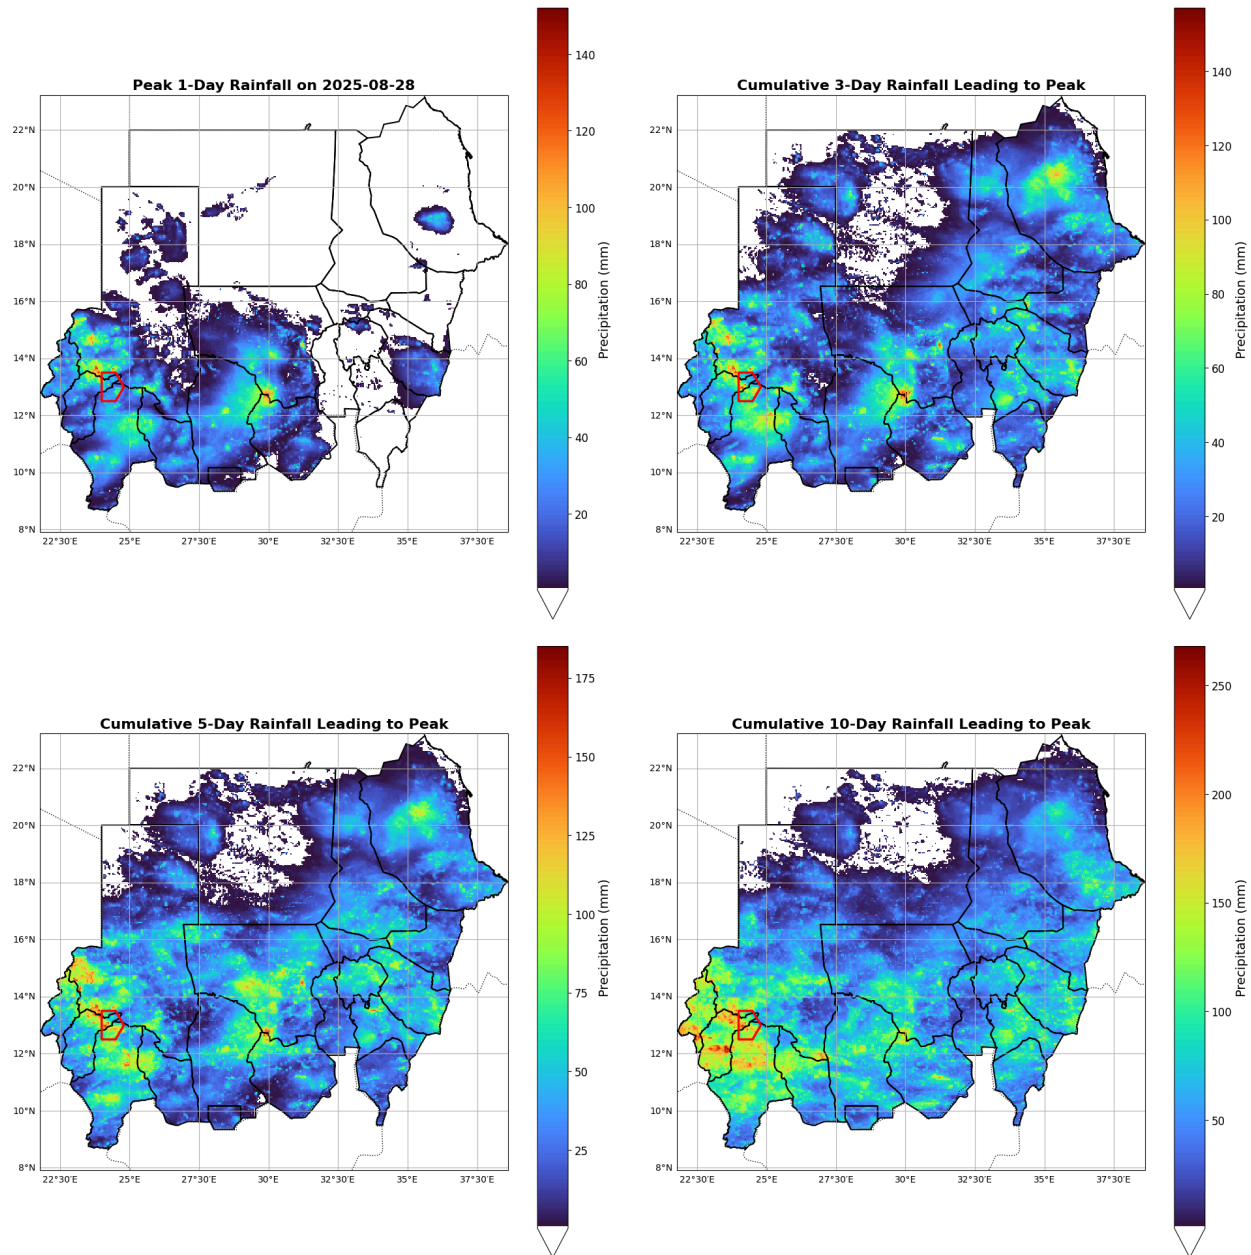 Peak 1-Day Rainfall on 2025-08-28
22°N
20°N
18°N
16°N
14°N
12°N
10°N
8°N
22°30'E 25°E 27°30'E 30°E 32°30'E 35°E 37°30'E
140
120
100
80
60
40
20
Precipitation (mm)
Cumulative 3-Day Rainfall Leading to Peak
22°N
20°N
18°N
16°N
14°N
12°N
10°N
8°N
22°30'E 25°E 27°30'E 30°E 32°30'E 35°E 37°30'E
140
120
100
80
60
40
20
Precipitation (mm)
Cumulative 5-Day Rainfall Leading to Peak
22°N
20°N
18°N
16°N
14°N
12°N
10°N
8°N
22°30'E 25°E 27°30'E 30°E 32°30'E 35°E 37°30'E
175
150
125
100
75
50
25
Precipitation (mm)
Cumulative 10-Day Rainfall Leading to Peak
22°N
20°N
18°N
16°N
14°N
12°N
10°N
8°N
22°30'E 25°E 27°30'E 30°E 32°30'E 35°E 37°30'E
250
200
150
100
50
Precipitation (mm)